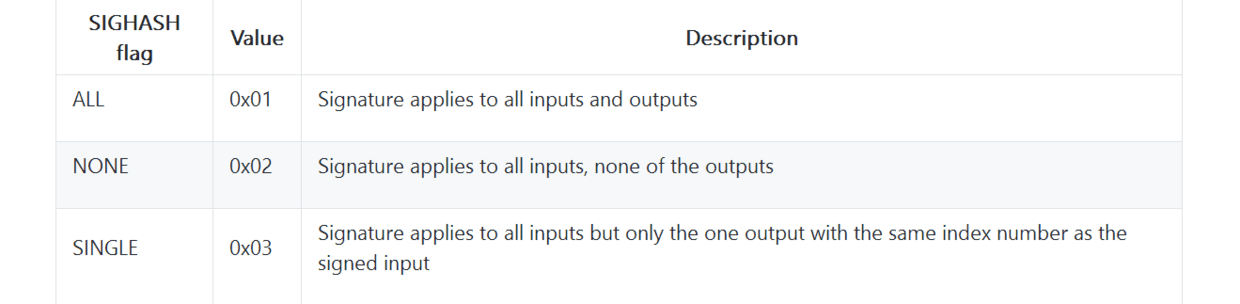 SIGHASH
flag
Value
Description
ALL
0x01
Signature applies to all inputs and outputs
NONE
0x02
Signature applies to all inputs, none of the outputs
SINGLE
0x03
Signature applies to all inputs but only the one output with the same index number as the
signed input